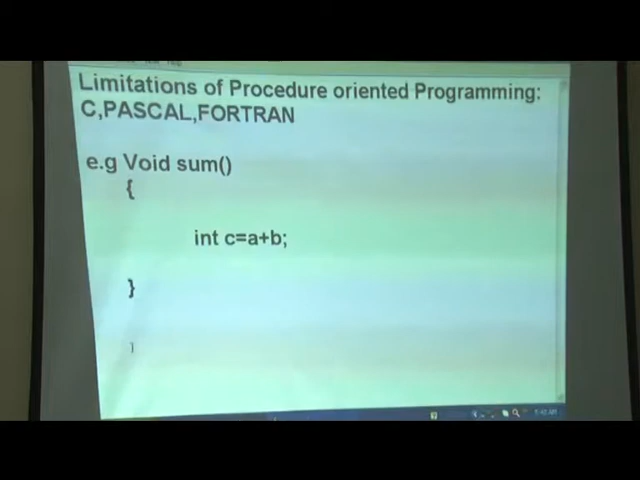 Limitations of Procedure oriented Programming:
C,PASCAL,FORTRAN
e.g Void sum()
{
int c=a+b;
}